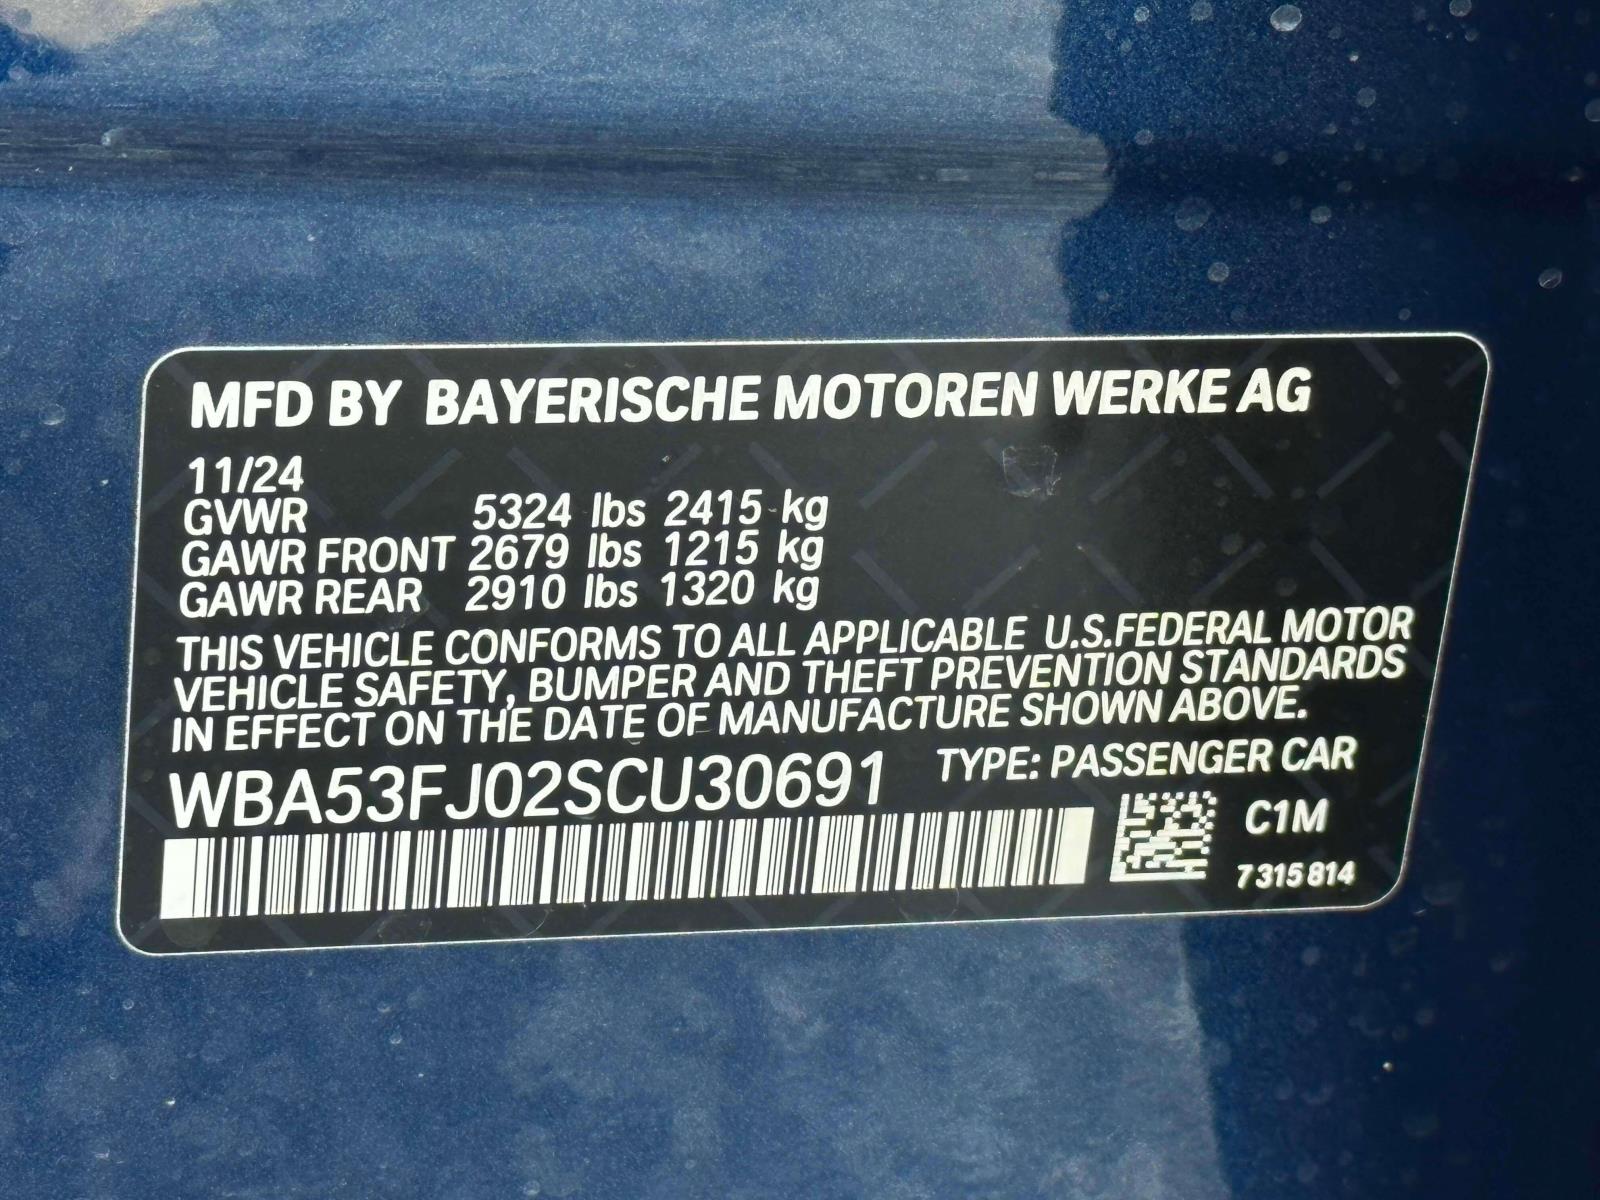 MFD BY BAYERISCHE MOTOREN WERKE AG
11/24
GVWR 5324 lbs 2415 kg
GAWR FRONT 2679 lbs 1215 kg
GAWR REAR 2910 lbs 1320 kg
THIS VEHICLE CONFORMS TO ALL APPLICABLE U.S.FEDERAL MOTOR
VEHICLE SAFETY, BUMPER AND THEFT PREVENTION STANDARDS
IN EFFECT ON THE DATE OF MANUFACTURE SHOWN ABOVE.
WBA53FJ02SCU30691 TYPE: PASSENGER CAR
C1M
7 315 814